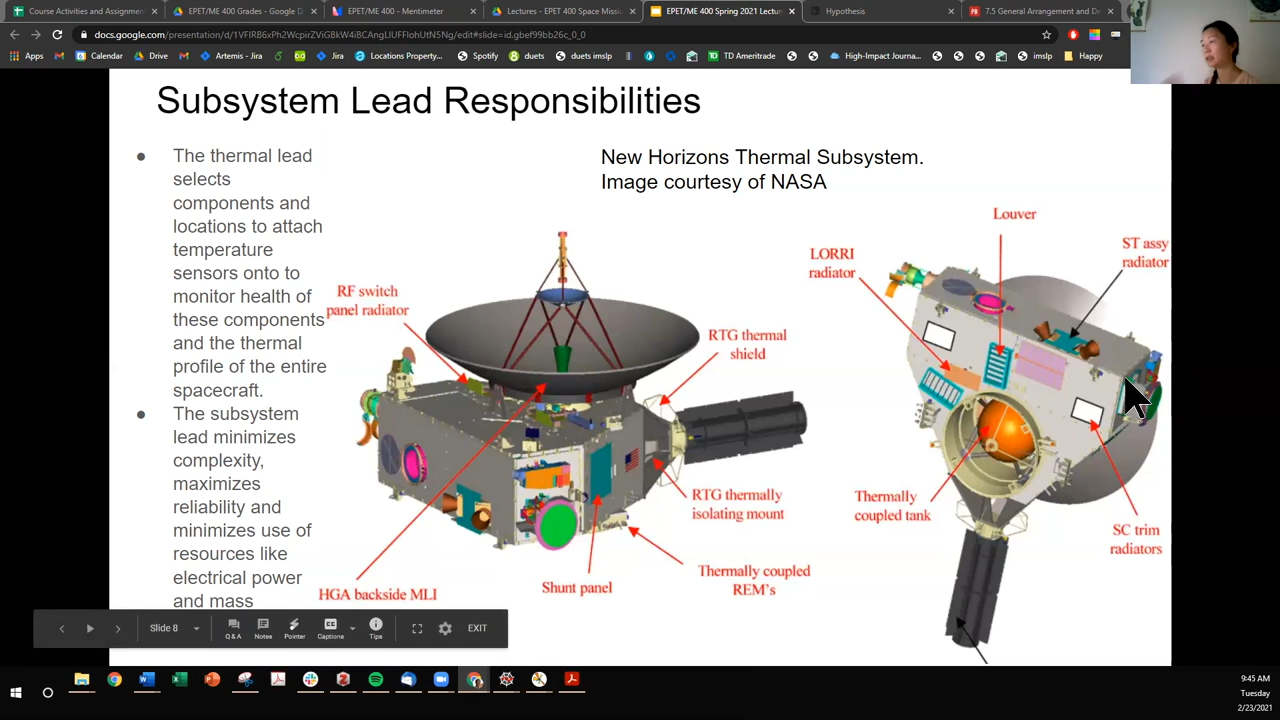 Course Activities and Assignment
EPET/ME 400 Grades - Google D
EPET/ME 400 - Mentimeter
Lectures - EPET 400 Space Missi
EPET/ME 400 Spring 2021 Lectur
Hypothesis
7.5 General Arrangement and De
docs.google.com/presentation/d/1VFIRB6xPh2WcpirZViGBkW4iBCAngLIUFFlohUtN5Ng/edit#slide=id.gbef99bb26c_0_0
Apps
Calendar
Drive
Artemis - Jira
Jira
Locations Property...
Spotify
duets
duets imslp
TD Ameritrade
High-Impact Journa...
imslp
Happy
Subsystem Lead Responsibilities
● The thermal lead
selects
components and
locations to attach
temperature
sensors onto to
monitor health of
these components
and the thermal
profile of the entire
spacecraft.
● The subsystem
lead minimizes
complexity,
maximizes
reliability and
minimizes use of
resources like
electrical power
and mass
New Horizons Thermal Subsystem.
Image courtesy of NASA
RF switch
panel radiator
RTG thermal
shield
RTG thermally
isolating mount
Thermally coupled
REM's
Shunt panel
HGA backside MLI
Louver
LORRI
radiator
ST assy
radiator
Thermally
coupled tank
SC trim
radiators
Slide 8
Q & A
Notes
Pointer
Captions
Tips
EXIT
9:45 AM
Tuesday
2/23/2021